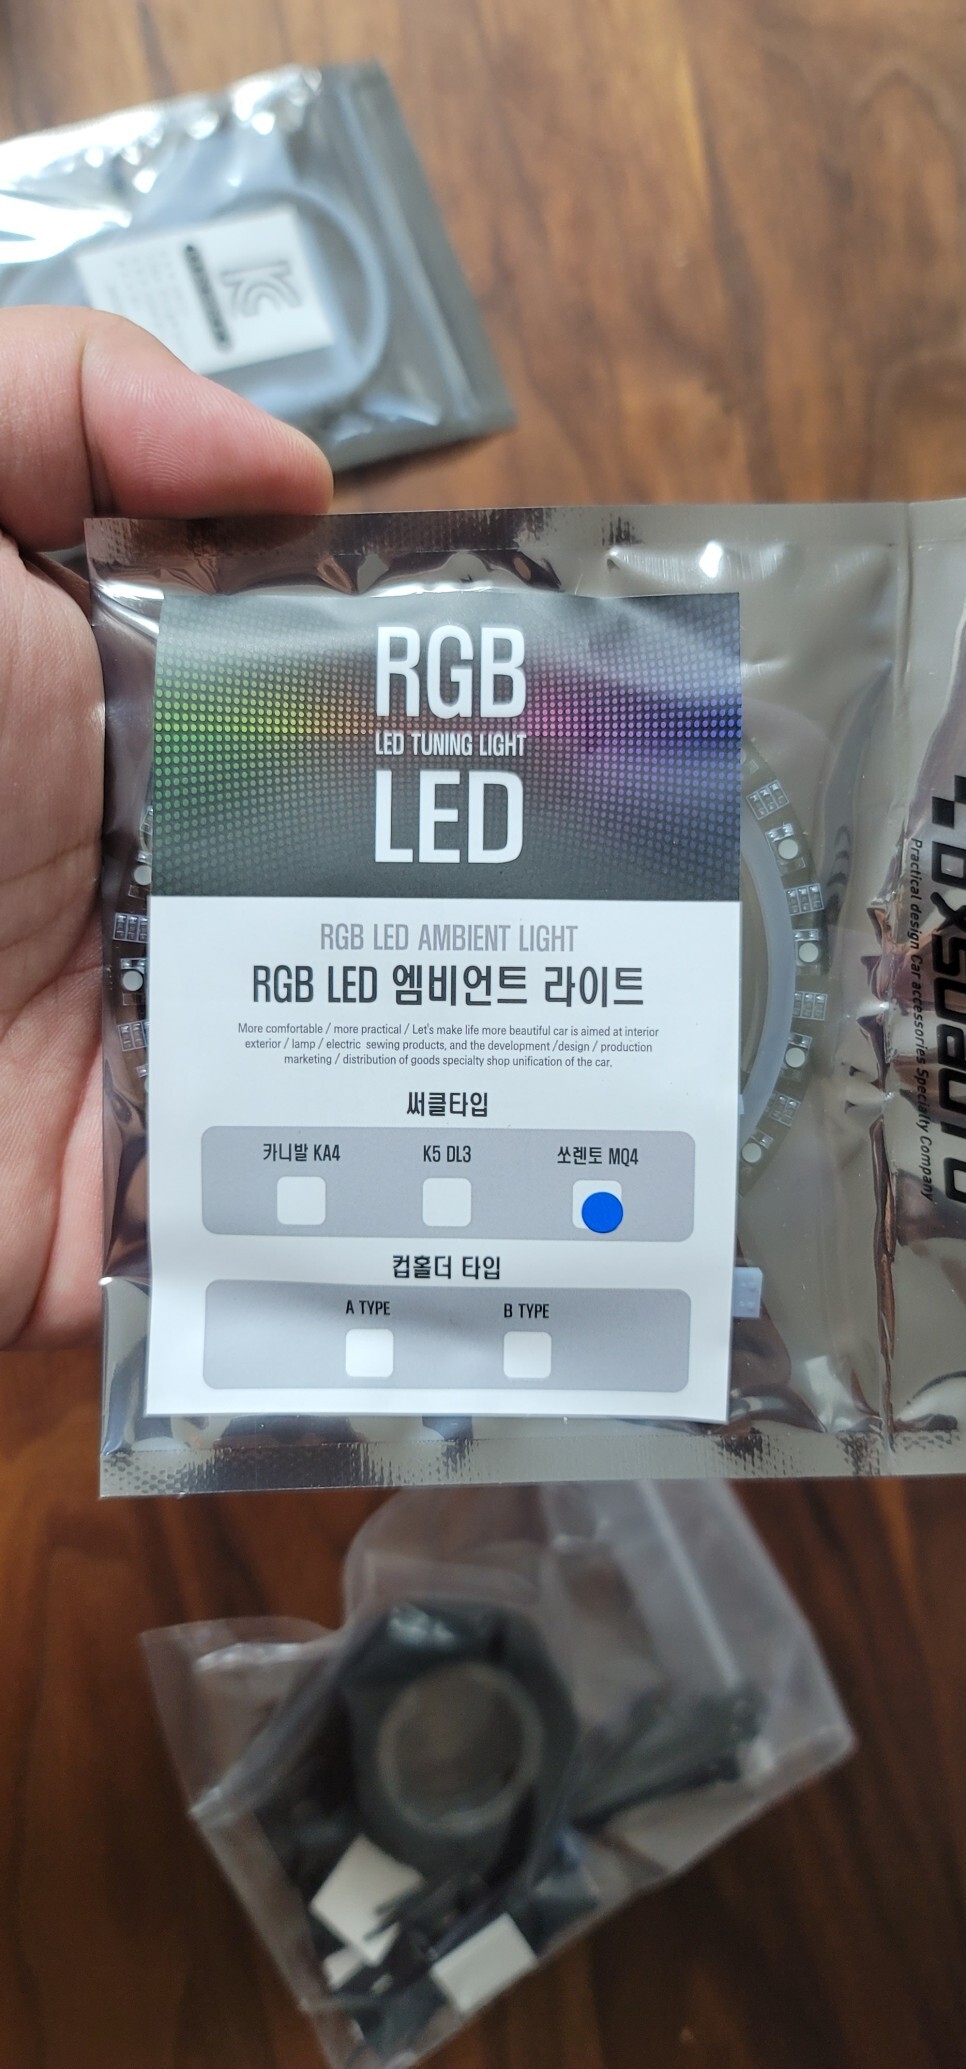 RGB
LED TUNING LIGHT
LED
RGB LED AMBIENT LIGHT
RGB LED 엠비언트 라이트
More comfortable / more practical / Let's make life more beautiful car is aimed at interior
exterior / lamp / electric sewing products, and the development /design / production
marketing / distribution of goods specialty shop unification of the car.
써클타입
카니발 KA4 K5 DL3 쏘렌토 MQ4
컵홀더 타입
A TYPE B TYPE
Practical design Car accessories Specialty Company